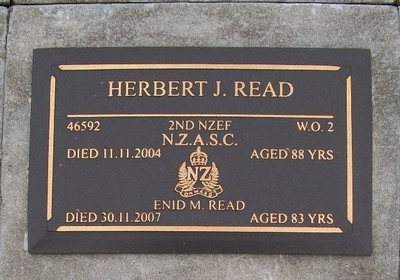 HERBERT J. READ
46592 2ND NZEF W.O. 2
N.Z.A.S.C.
DIED 11.11.2004 AGED 88 YRS
NZ
ONWARD
ENID M. READ
DIED 30.11.2007 AGED 83 YRS